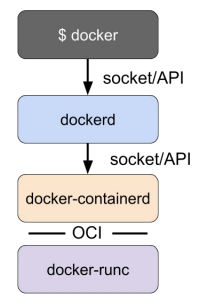 $ docker
socket/API
dockerd
socket/API
docker-containerd
OCI
docker-runc